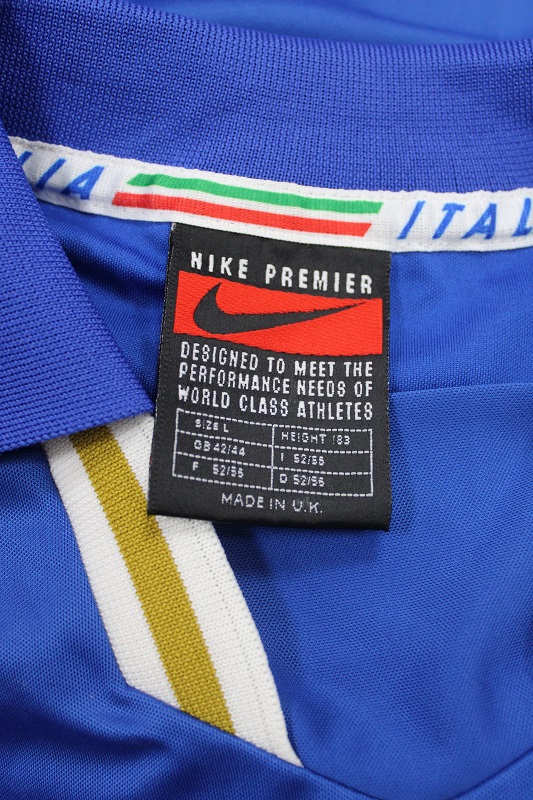 LIA ITAL
NIKE PREMIER
DESIGNED TO MEET THE
PERFORMANCE NEEDS OF
WORLD CLASS ATHLETES
SIZE L HEIGHT 183
GB 42/44 I 52/55
F 52/55 D 52/56
MADE IN U.K.